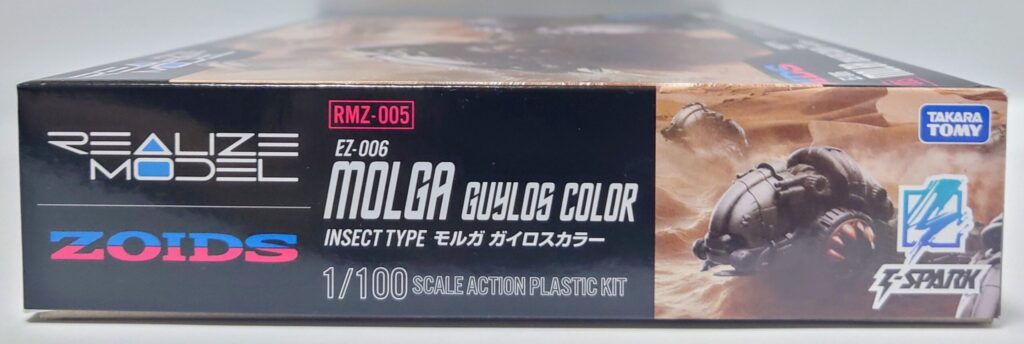 REALIZE
MODEL
ZOIDS
RMZ-005
EZ-006
MOLGA GUYLOS COLOR
INSECT TYPE モルガ ガイロスカラー
1/100 SCALE ACTION PLASTIC KIT
TAKARA
TOMY
T-SPARK